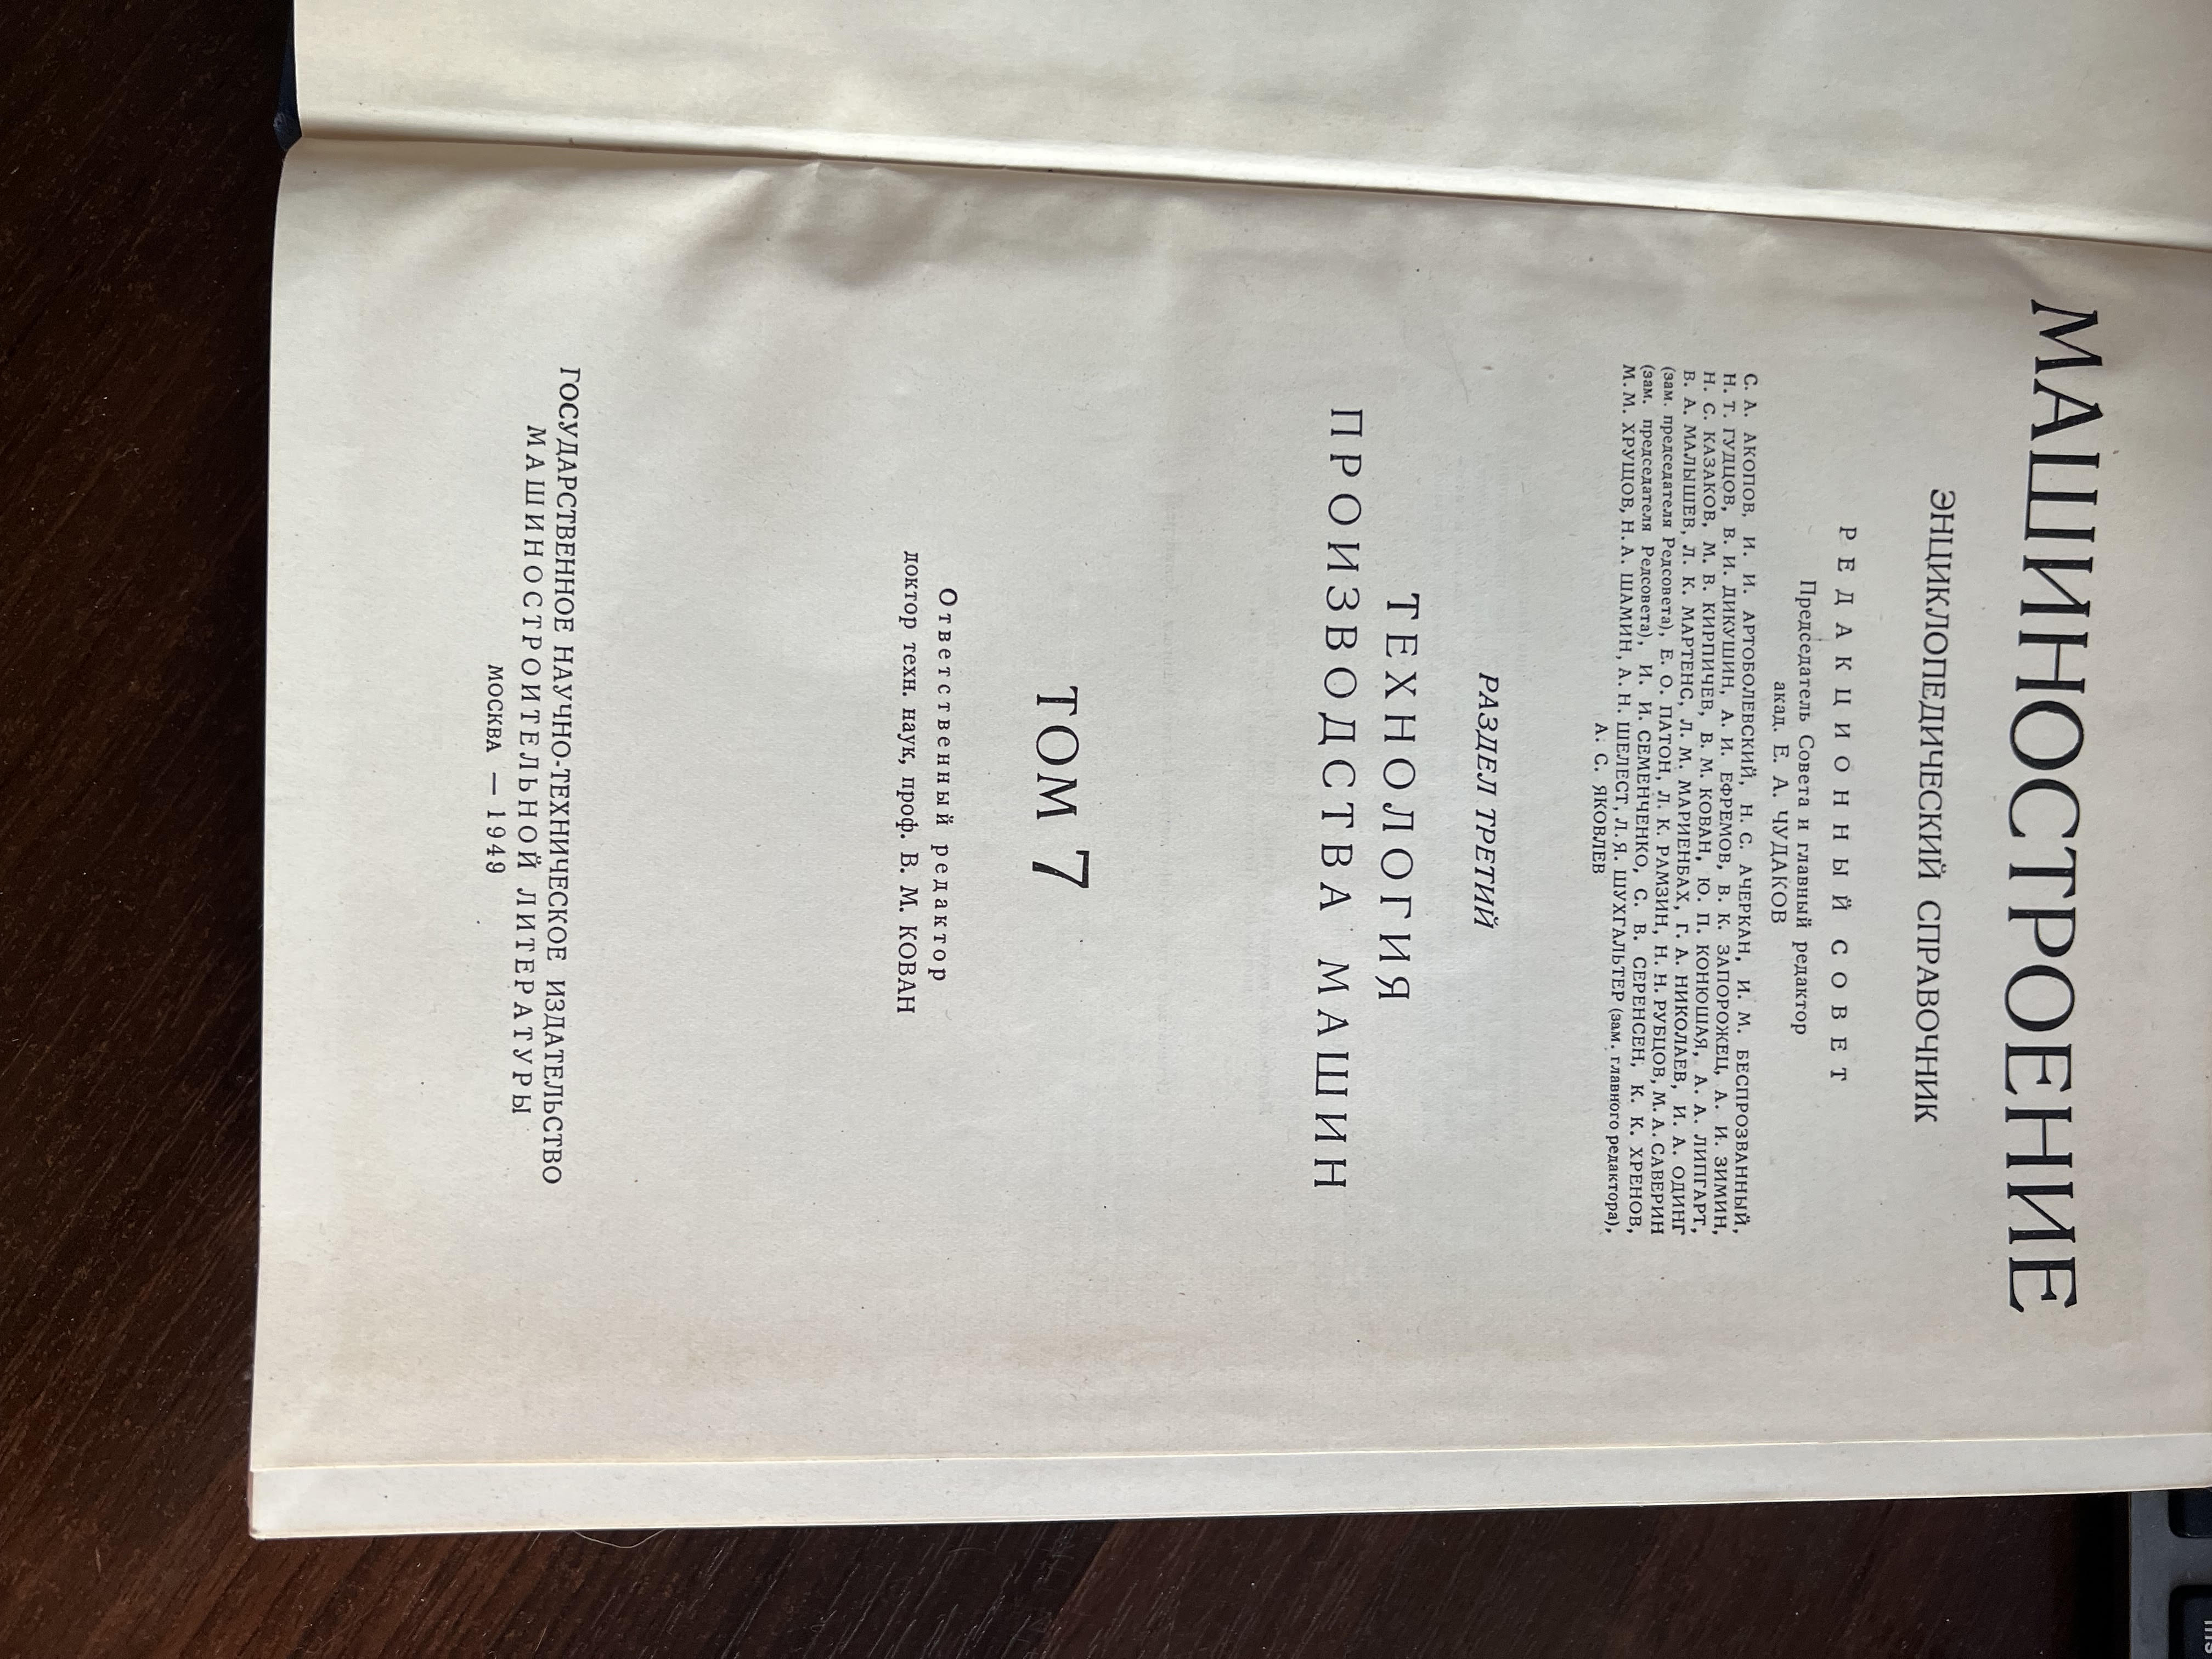 МАШИНОСТРОЕНИЕ
ЭНЦИКЛОПЕДИЧЕСКИЙ СПРАВОЧНИК
РЕДАКЦИОННЫЙ СОВЕТ
Председатель Совета и главный редактор
акад. Е. А. ЧУДАКОВ
С. А. АКОПОВ, И. И. АРТОБОЛЕВСКИЙ, Н. С. АЧЕРКАН, И. М. БЕСПРОЗВАННЫЙ,
Н. Т. ГУДЦОВ, В. И. ДИКУШИН, А. И. ЕФРЕМОВ, В. К. ЗАПОРОЖЕЦ, А. И. ЗИМИН,
Н. С. КАЗАКОВ, М. В. КИРПИЧЕВ, В. М. КОВАН, Ю. П. КОНЮШАЯ, А. А. ЛИПГАРТ,
В. А. МАЛЫШЕВ, Л. К. МАРТЕНС, Л. М. МАРИЕНБАХ, Г. А. НИКОЛАЕВ, И. А. ОДИНГ
(зам. председателя Редсовета), Е. О. ПАТОН, Л. К. РАМЗИН, Н. Н. РУБЦОВ, М. А. САВЕРИН
(зам. председателя Редсовета), И. И. СЕМЕНЧЕНКО, С. В. СЕРЕНСЕН, К. К. ХРЕНОВ,
М. М. ХРУЩОВ, Н. А. ШАМИН, А. Н. ШЕЛЕСТ, Л. Я. ШУХГАЛЬТЕР (зам. главного редактора),
А. С. ЯКОВЛЕВ
РАЗДЕЛ ТРЕТИЙ
ТЕХНОЛОГИЯ
ПРОИЗВОДСТВА МАШИН
ТОМ 7
Ответственный редактор
доктор техн. наук, проф. В. М. КОВАН
ГОСУДАРСТВЕННОЕ НАУЧНО-ТЕХНИЧЕСКОЕ ИЗДАТЕЛЬСТВО
МАШИНОСТРОИТЕЛЬНОЙ ЛИТЕРАТУРЫ
МОСКВА — 1949